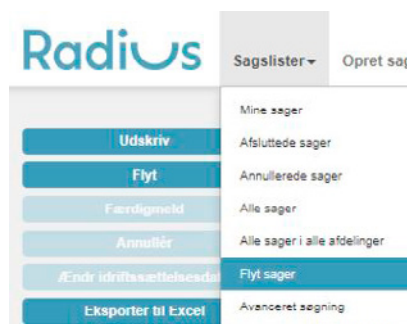 Radius
Sagslister
Opret sag
Udskriv
Flyt
Færdigmeld
Annullér
Ændr idriftssættelsesdat
Eksporter til Excel
Mine sager
Afsluttede sager
Annullerede sager
Alle sager
Alle sager i alle afdelinger
Flyt sager
Avanceret søgning